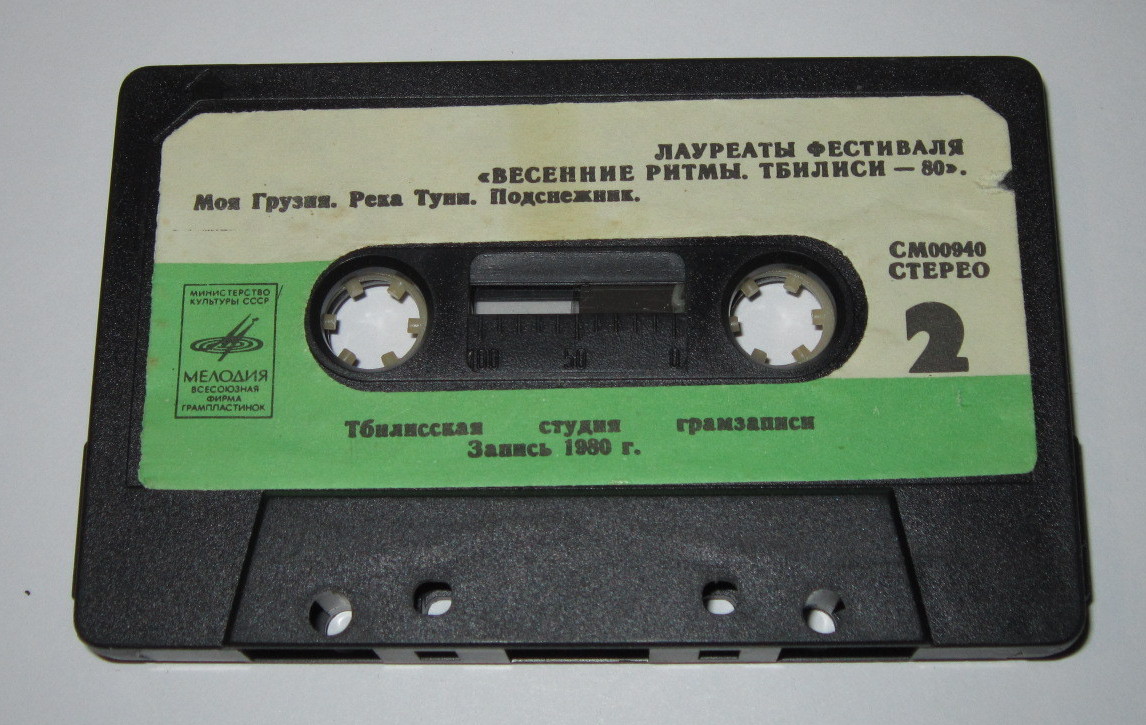 ЛАУРЕАТЫ ФЕСТИВАЛЯ
«ВЕСЕННИЕ РИТМЫ. ТБИЛИСИ — 80».
Моя Грузия. Река Туни. Подснежник.
СМ00940
СТЕРЕО
2
МИНИСТЕРСТВО
КУЛЬТУРЫ СССР
МЕЛОДИЯ
ВСЕСОЮЗНАЯ
ФИРМА
ГРАМПЛАСТИНОК
100 50 0
Тбилисская студия грамзаписи
Запись 1980 г.